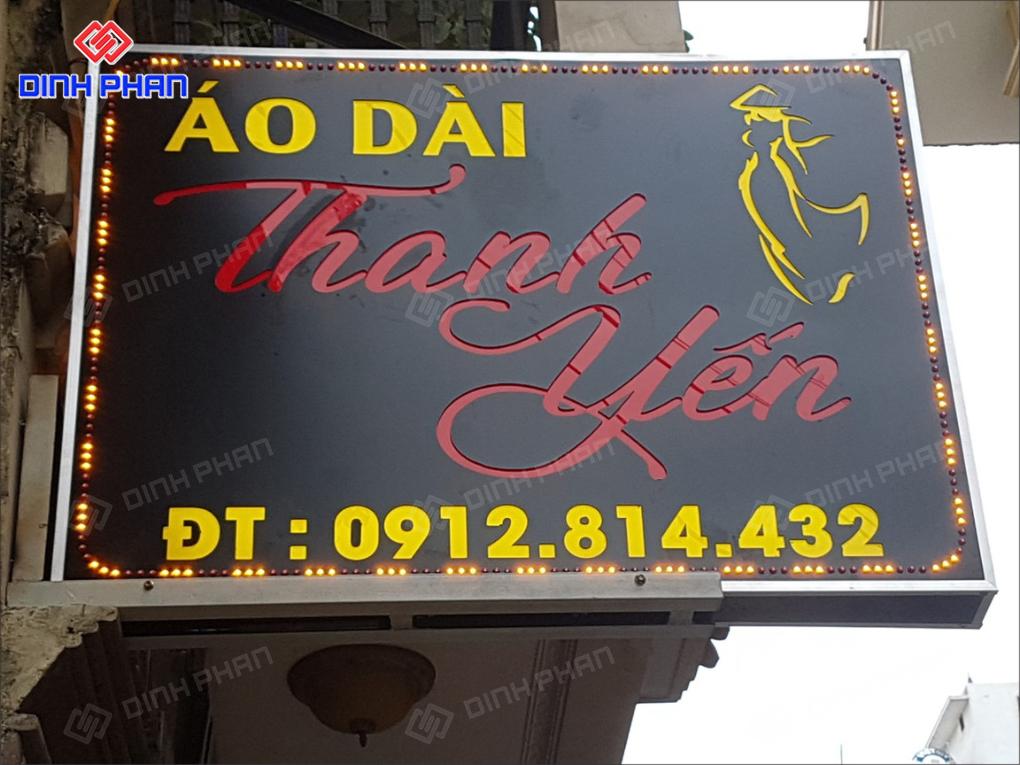 DINH PHAN
ÁO DÀI
Thanh
Yến
ĐT : 0912.814.432